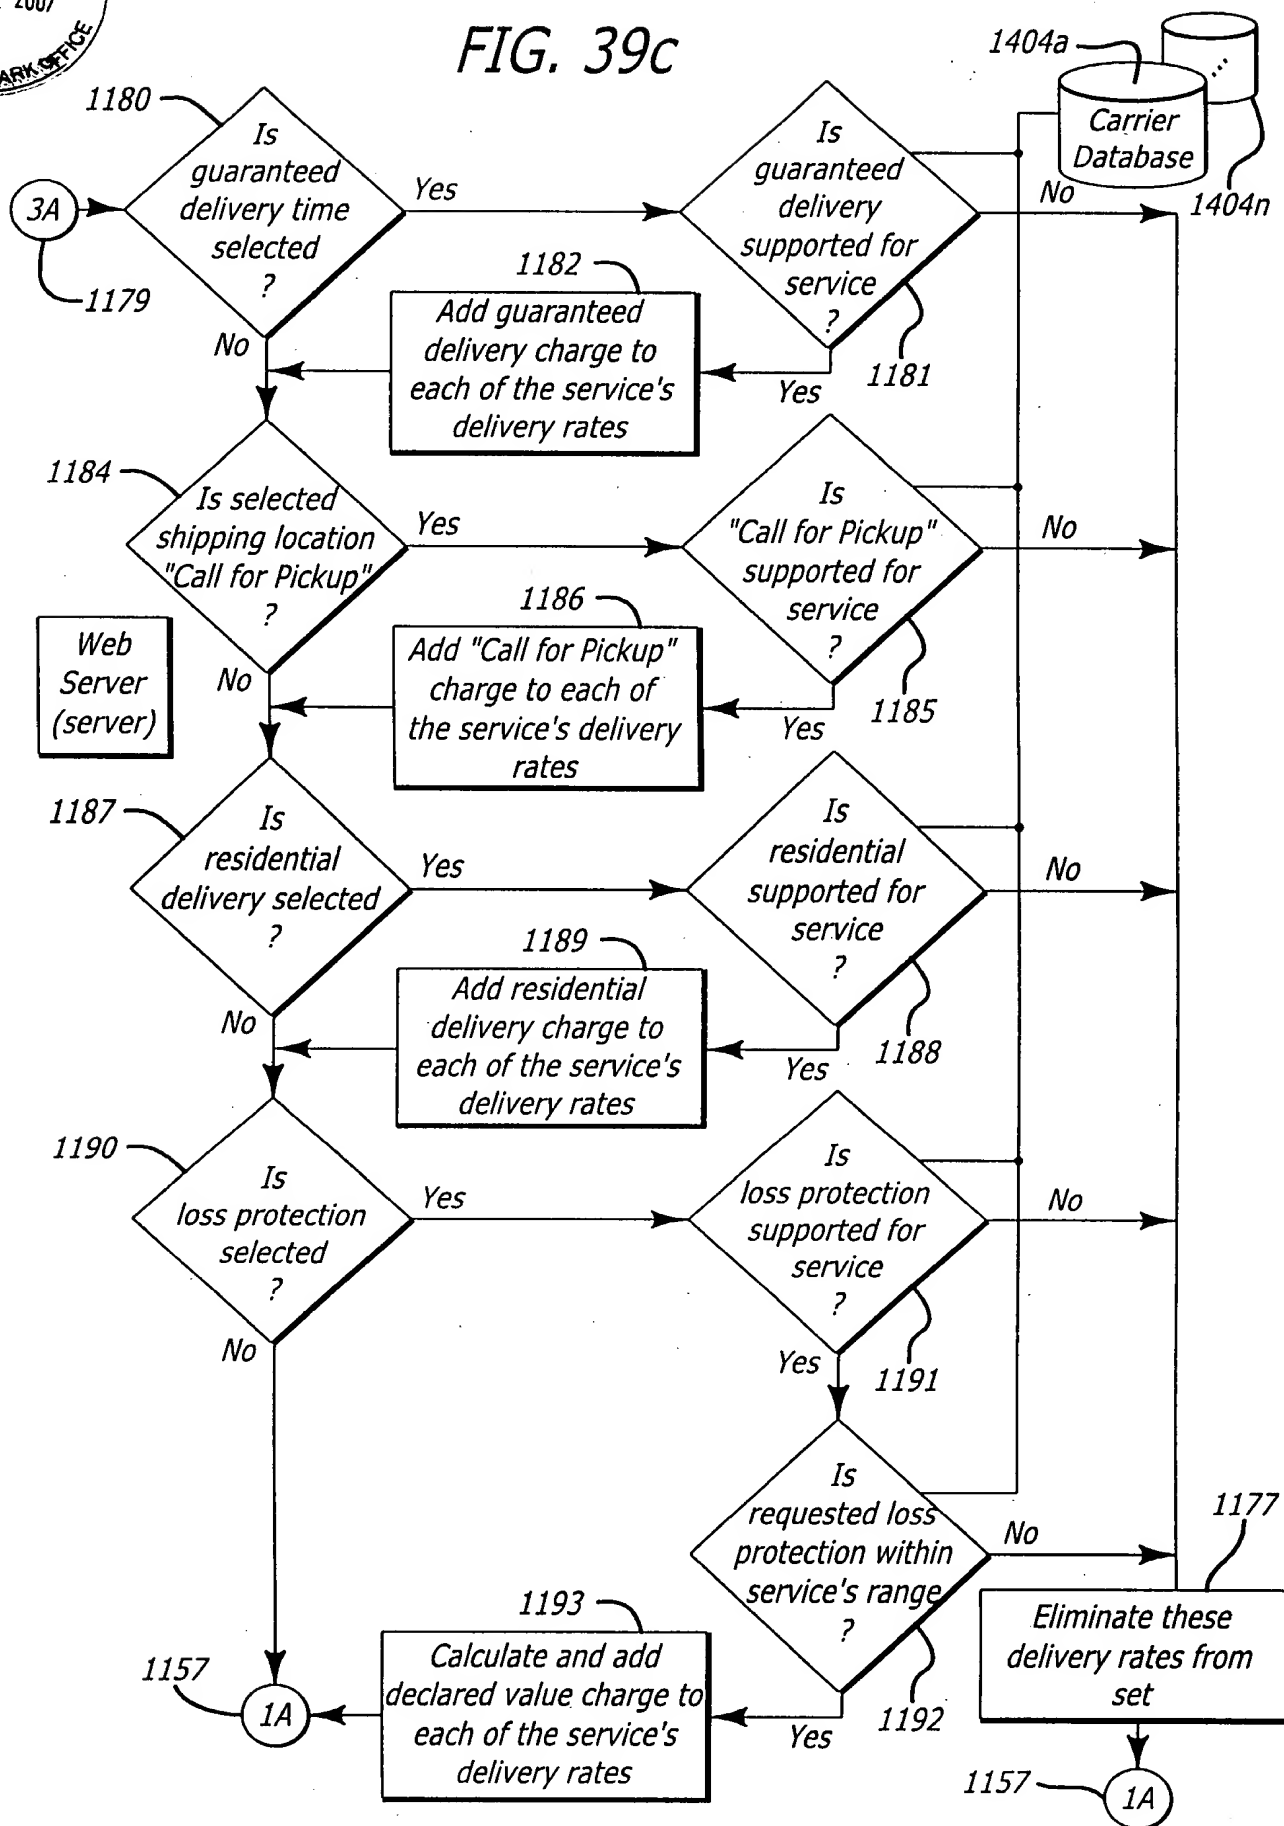 2007
ARK OFFICE
FIG. 39c
1404a
Carrier
Database
...
1404n
1180
3A
1179
Is
guaranteed
delivery time
selected
?
Yes
No
Is
guaranteed
delivery
supported for
service
?
No
Yes
1181
1182
Add guaranteed
delivery charge to
each of the service's
delivery rates
1184
Is selected
shipping location
"Call for Pickup"
?
Yes
No
Is
"Call for Pickup"
supported for
service
?
No
Yes
1185
1186
Add "Call for Pickup"
charge to each of
the service's delivery
rates
Web
Server
(server)
1187
Is
residential
delivery selected
?
Yes
No
Is
residential
supported for
service
?
No
Yes
1188
1189
Add residential
delivery charge to
each of the service's
delivery rates
1190
Is
loss protection
selected
?
Yes
No
Is
loss protection
supported for
service
?
No
Yes
1191
Is
requested loss
protection within
service's range
?
No
Yes
1192
1193
Calculate and add
declared value charge to
each of the service's
delivery rates
1157
1A
1177
Eliminate these
delivery rates from
set
1157
1A